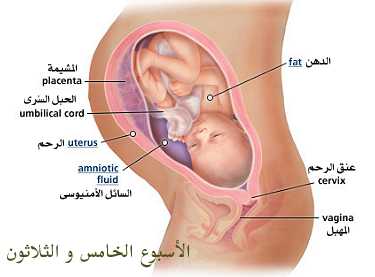 المشيمة
placenta
الحبل السرى
umbilical cord
الرحم uterus
amniotic
fluid
السائل الأمنيوسى
fat الدهن
عنق الرحم
cervix
vagina
المهبل
الأسبوع الخامس و الثلاثون